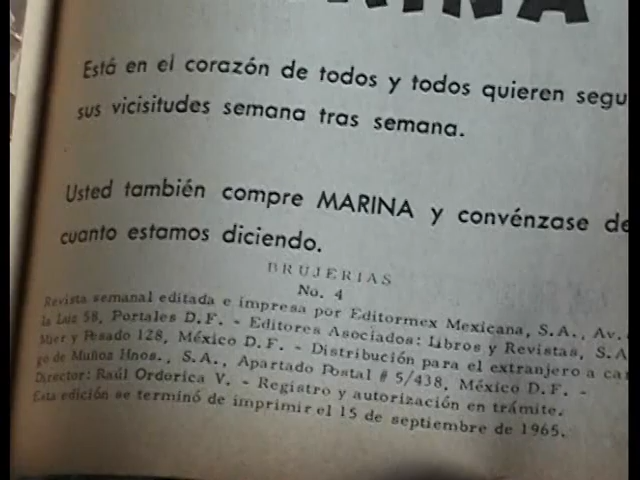 MARINA
Está en el corazón de todos y todos quieren segu
sus vicisitudes semana tras semana.
Usted también compre MARINA y convénzase de
cuanto estamos diciendo.
BRUJERIAS
No. 4
Revista semanal editada e impresa por Editormex Mexicana, S.A., Av.
la Luz 58, Portales D.F. - Editores Asociados: Libros y Revistas, S.A
Mier y Pesado 128, México D.F. - Distribución para el extranjero a car
go de Muñoz Hnos., S.A., Apartado Postal # 5/438, México D.F. -
Director: Raúl Orderica V. - Registro y autorización en trámite.
Esta edición se terminó de imprimir el 15 de septiembre de 1965.